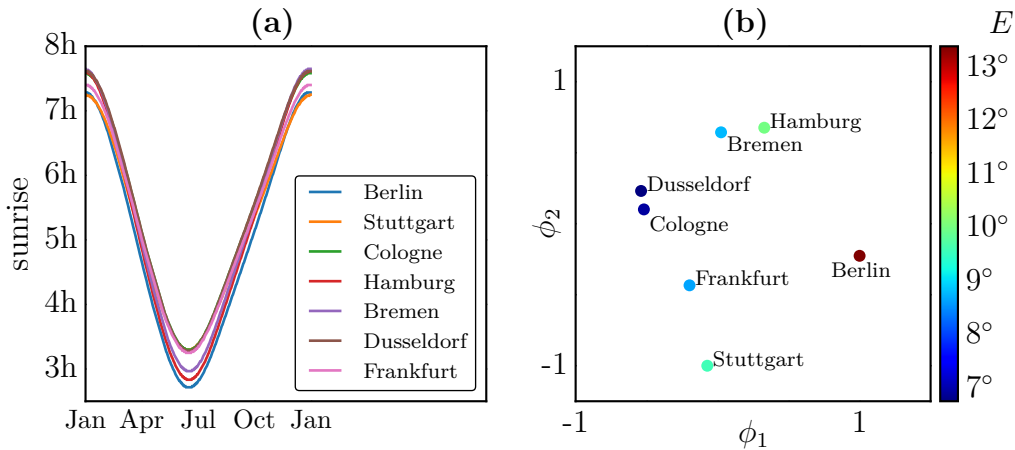 (a)
8h
7h
6h
5h
4h
3h
sunrise
Jan Apr Jul Oct Jan
Berlin
Stuttgart
Cologne
Hamburg
Bremen
Dusseldorf
Frankfurt
(b)
1
-1
ϕ2
-1 1
ϕ1
Hamburg
Bremen
Dusseldorf
Cologne
Berlin
Frankfurt
Stuttgart
E
13°
12°
11°
10°
9°
8°
7°